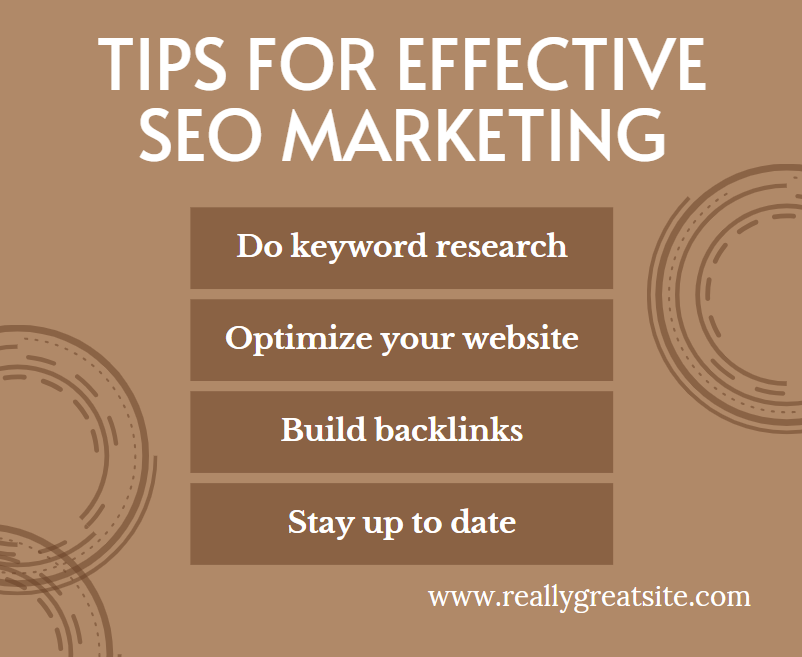 TIPS FOR EFFECTIVE
SEO MARKETING
Do keyword research
Optimize your website
Build backlinks
Stay up to date
www.reallygreatsite.com